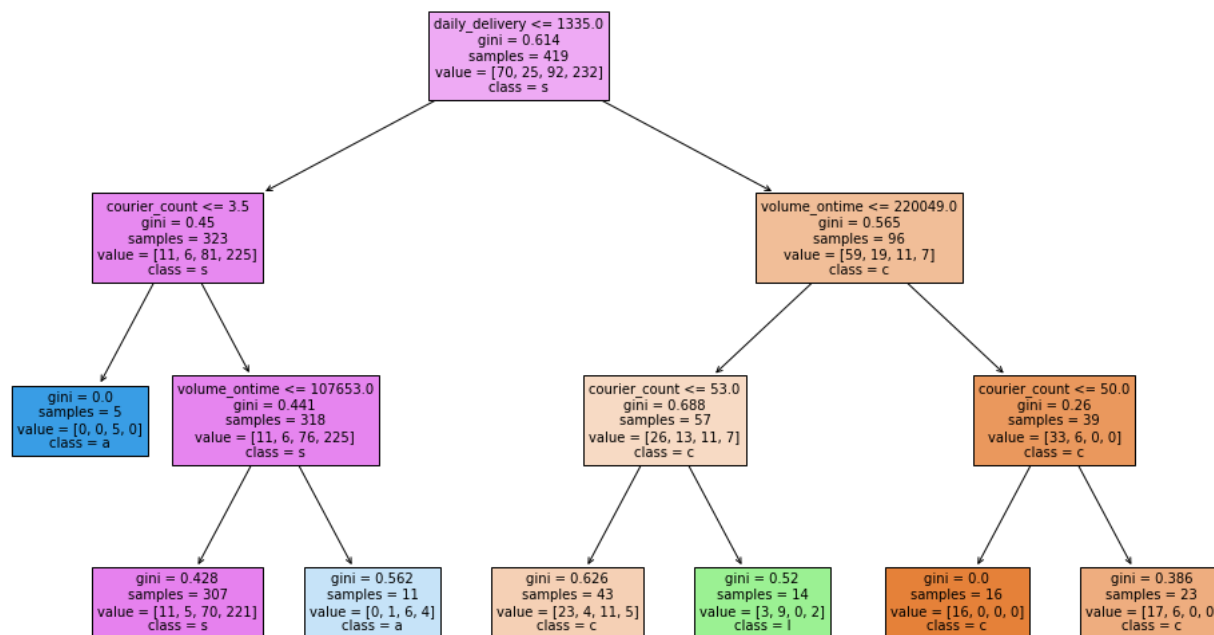 daily_delivery <= 1335.0
gini = 0.614
samples = 419
value = [70, 25, 92, 232]
class = s
courier_count <= 3.5
gini = 0.45
samples = 323
value = [11, 6, 81, 225]
class = s
volume_ontime <= 220049.0
gini = 0.565
samples = 96
value = [59, 19, 11, 7]
class = c
gini = 0.0
samples = 5
value = [0, 0, 5, 0]
class = a
volume_ontime <= 107653.0
gini = 0.441
samples = 318
value = [11, 6, 76, 225]
class = s
courier_count <= 53.0
gini = 0.688
samples = 57
value = [26, 13, 11, 7]
class = c
courier_count <= 50.0
gini = 0.26
samples = 39
value = [33, 6, 0, 0]
class = c
gini = 0.428
samples = 307
value = [11, 5, 70, 221]
class = s
gini = 0.562
samples = 11
value = [0, 1, 6, 4]
class = a
gini = 0.626
samples = 43
value = [23, 4, 11, 5]
class = c
gini = 0.52
samples = 14
value = [3, 9, 0, 2]
class = l
gini = 0.0
samples = 16
value = [16, 0, 0, 0]
class = c
gini = 0.386
samples = 23
value = [17, 6, 0, 0]
class = c